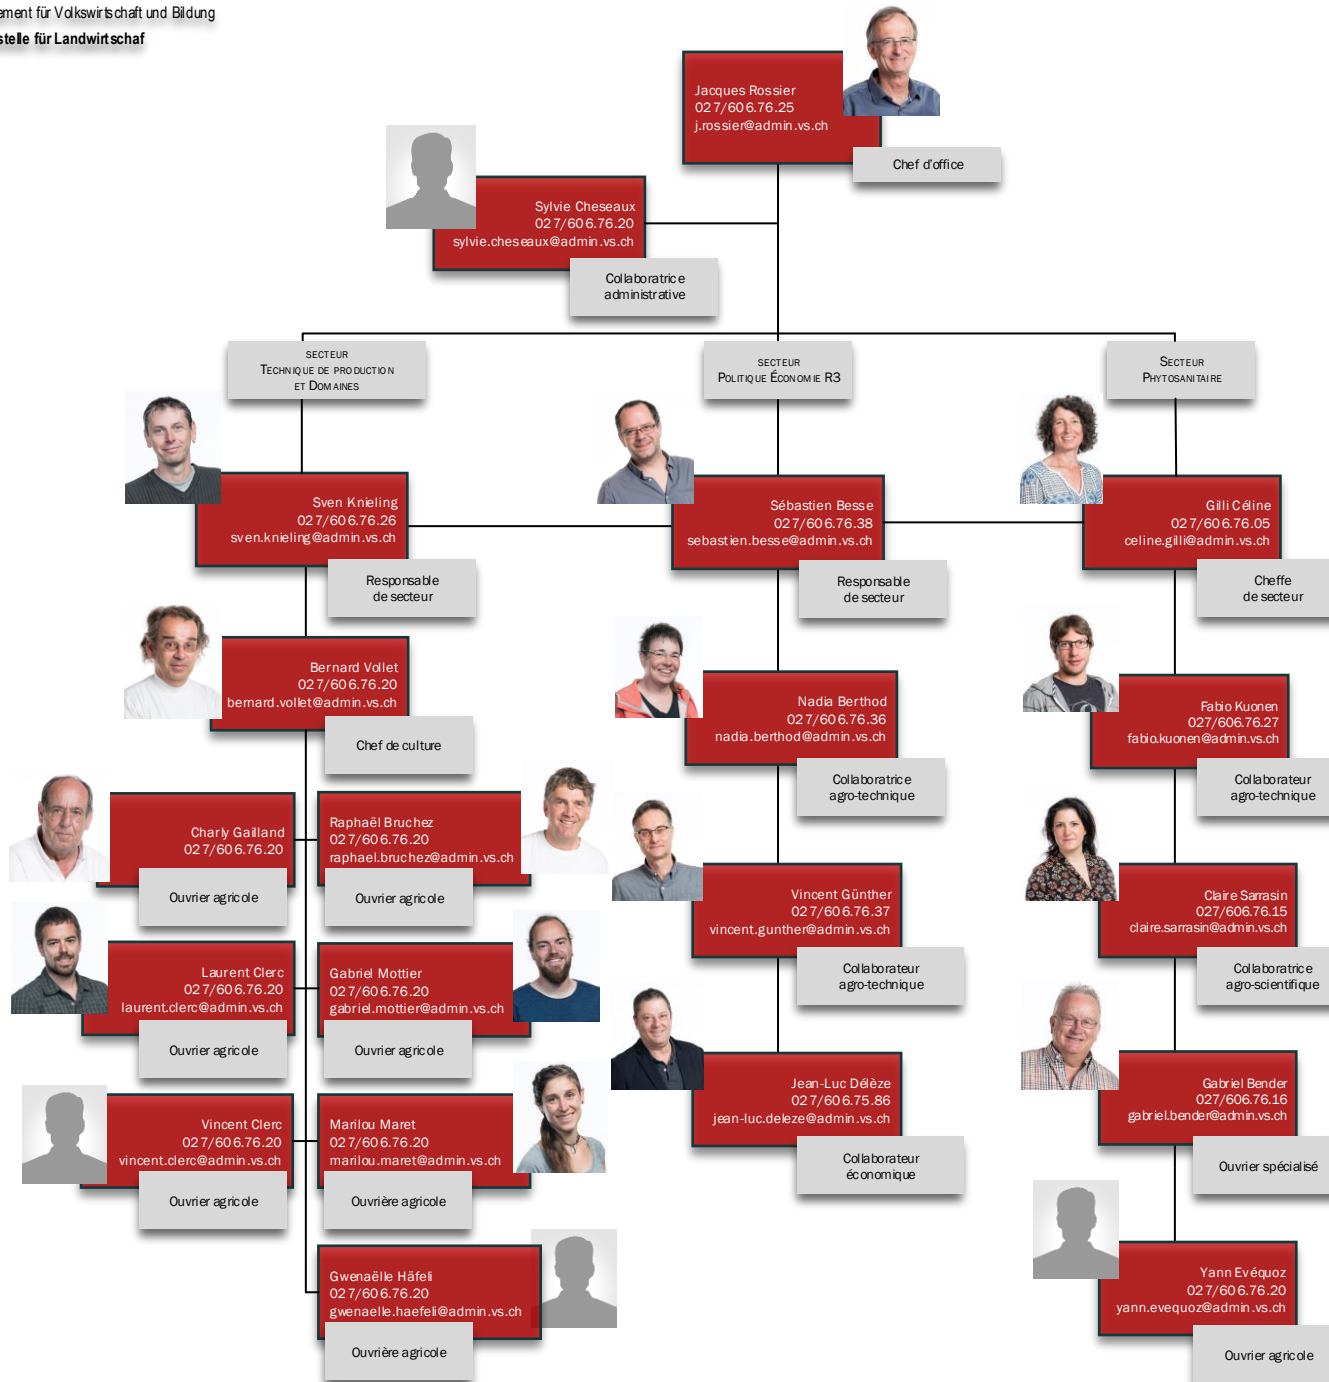 ement für Volkswirtschaft und Bildung
stelle für Landwirtschaf
Jacques Rossier
027/606.76.25
j.rossier@admin.vs.ch
Chef d'office
Sylvie Cheseaux
027/606.76.20
sylvie.cheseaux@admin.vs.ch
Collaboratrice
administrative
SECTEUR
TECHNIQUE DE PRODUCTION
ET DOMAINES
SECTEUR
POLITIQUE ÉCONOMIE R3
SECTEUR
PHYTOSANITAIRE
Sven Knieling
027/606.76.26
sven.knieling@admin.vs.ch
Responsable
de secteur
Sébastien Besse
027/606.76.38
sebastien.besse@admin.vs.ch
Responsable
de secteur
Gilli Céline
027/606.76.05
celine.gilli@admin.vs.ch
Cheffe
de secteur
Bernard Vollet
027/606.76.20
bernard.vollet@admin.vs.ch
Chef de culture
Nadia Berthod
027/606.76.36
nadia.berthod@admin.vs.ch
Collaboratrice
agro-technique
Fabio Kuonen
027/606.76.27
fabio.kuonen@admin.vs.ch
Collaborateur
agro-technique
Charly Gailland
027/606.76.20
Ouvrier agricole
Raphaël Bruchez
027/606.76.20
raphael.bruchez@admin.vs.ch
Ouvrier agricole
Vincent Günther
027/606.76.37
vincent.gunther@admin.vs.ch
Collaborateur
agro-technique
Claire Sarrasin
027/606.76.15
claire.sarrasin@admin.vs.ch
Collaboratrice
agro-scientifique
Laurent Clerc
027/606.76.20
laurent.clerc@admin.vs.ch
Ouvrier agricole
Gabriel Mottier
027/606.76.20
gabriel.mottier@admin.vs.ch
Ouvrier agricole
Jean-Luc Délèze
027/606.75.86
jean-luc.deleze@admin.vs.ch
Collaborateur
économique
Gabriel Bender
027/606.76.16
gabriel.bender@admin.vs.ch
Ouvrier spécialisé
Vincent Clerc
027/606.76.20
vincent.clerc@admin.vs.ch
Ouvrier agricole
Marilou Maret
027/606.76.20
marilou.maret@admin.vs.ch
Ouvrière agricole
Gwenaëlle Häfeli
027/606.76.20
gwenaelle.haefeli@admin.vs.ch
Ouvrière agricole
Yann Evéquoz
027/606.76.20
yann.evequoz@admin.vs.ch
Ouvrier agricole